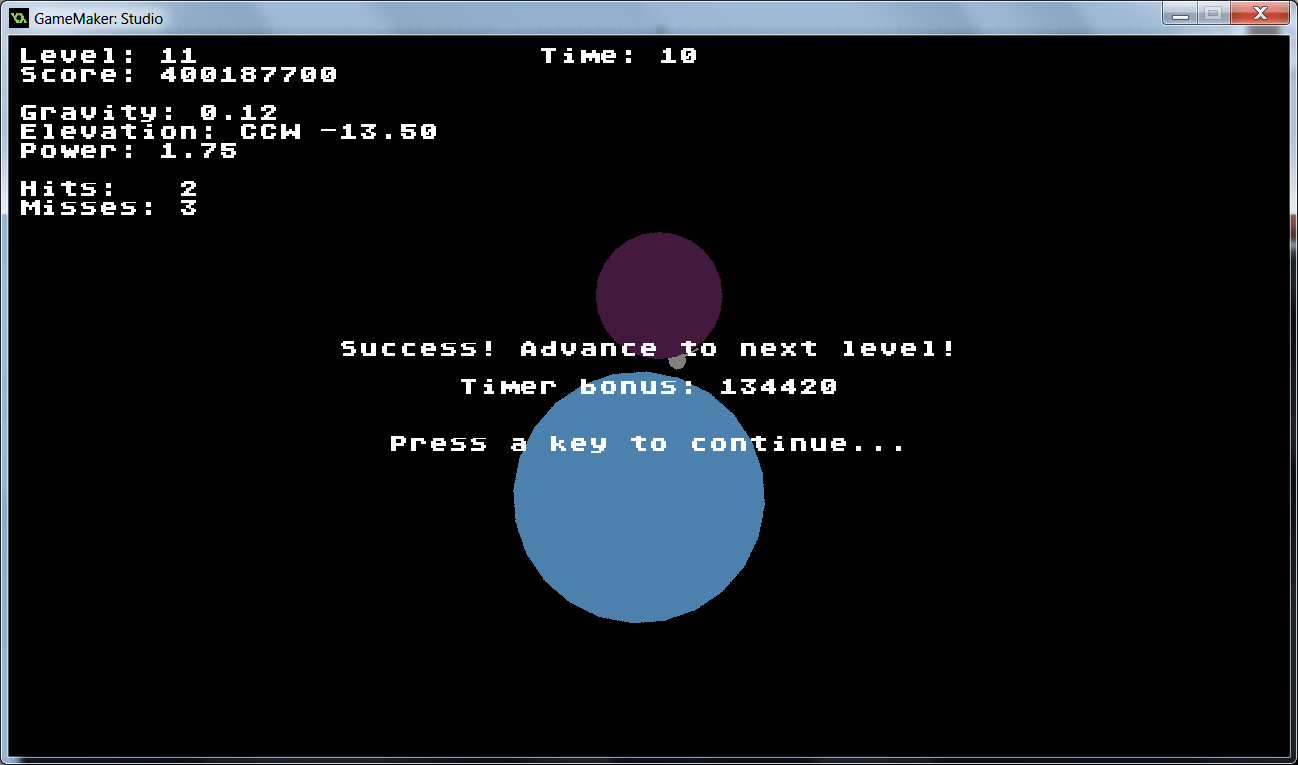 GameMaker: Studio
Level: 11 Time: 10
Score: 400187700
Gravity: 0.12
Elevation: CCW -13.50
Power: 1.75
Hits: 2
Misses: 3
Success! Advance to next level!
Timer bonus: 134420
Press a key to continue...